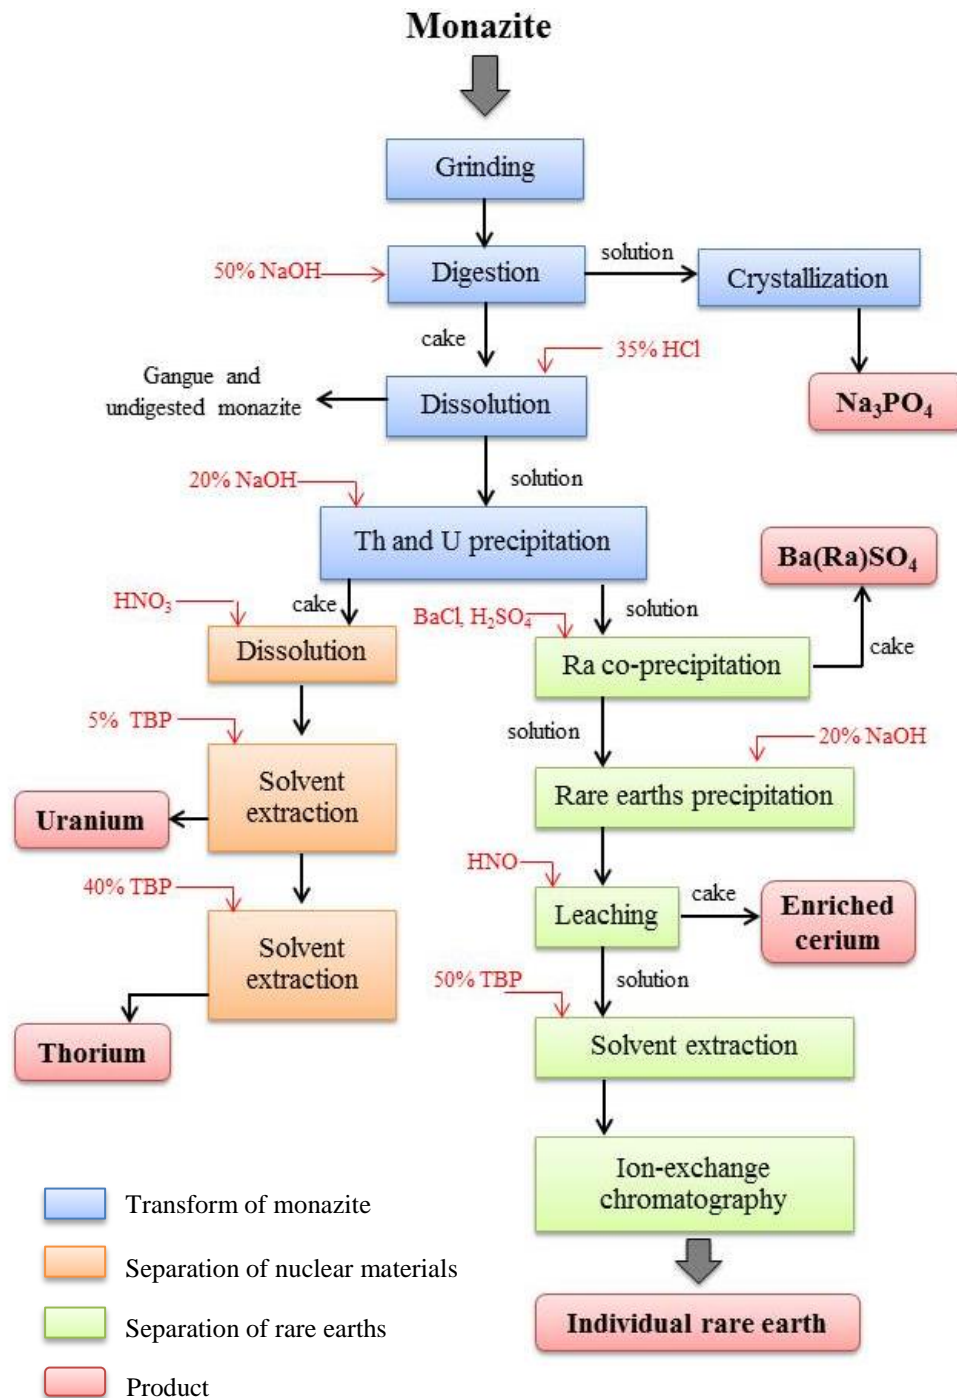 Monazite
Grinding
50% NaOH
Digestion
solution
Crystallization
cake
35% HCl
Gangue and
undigested monazite
Dissolution
Na₃PO₄
20% NaOH
solution
Th and U precipitation
Ba(Ra)SO₄
HNO₃
cake
BaCl, H₂SO₄
solution
Dissolution
Ra co-precipitation
cake
5% TBP
solution
20% NaOH
Solvent
extraction
Rare earths precipitation
Uranium
HNO
40% TBP
Leaching
cake
Enriched
cerium
Solvent
extraction
50% TBP
solution
Thorium
Solvent extraction
Ion-exchange
chromatography
Individual rare earth
Transform of monazite
Separation of nuclear materials
Separation of rare earths
Product